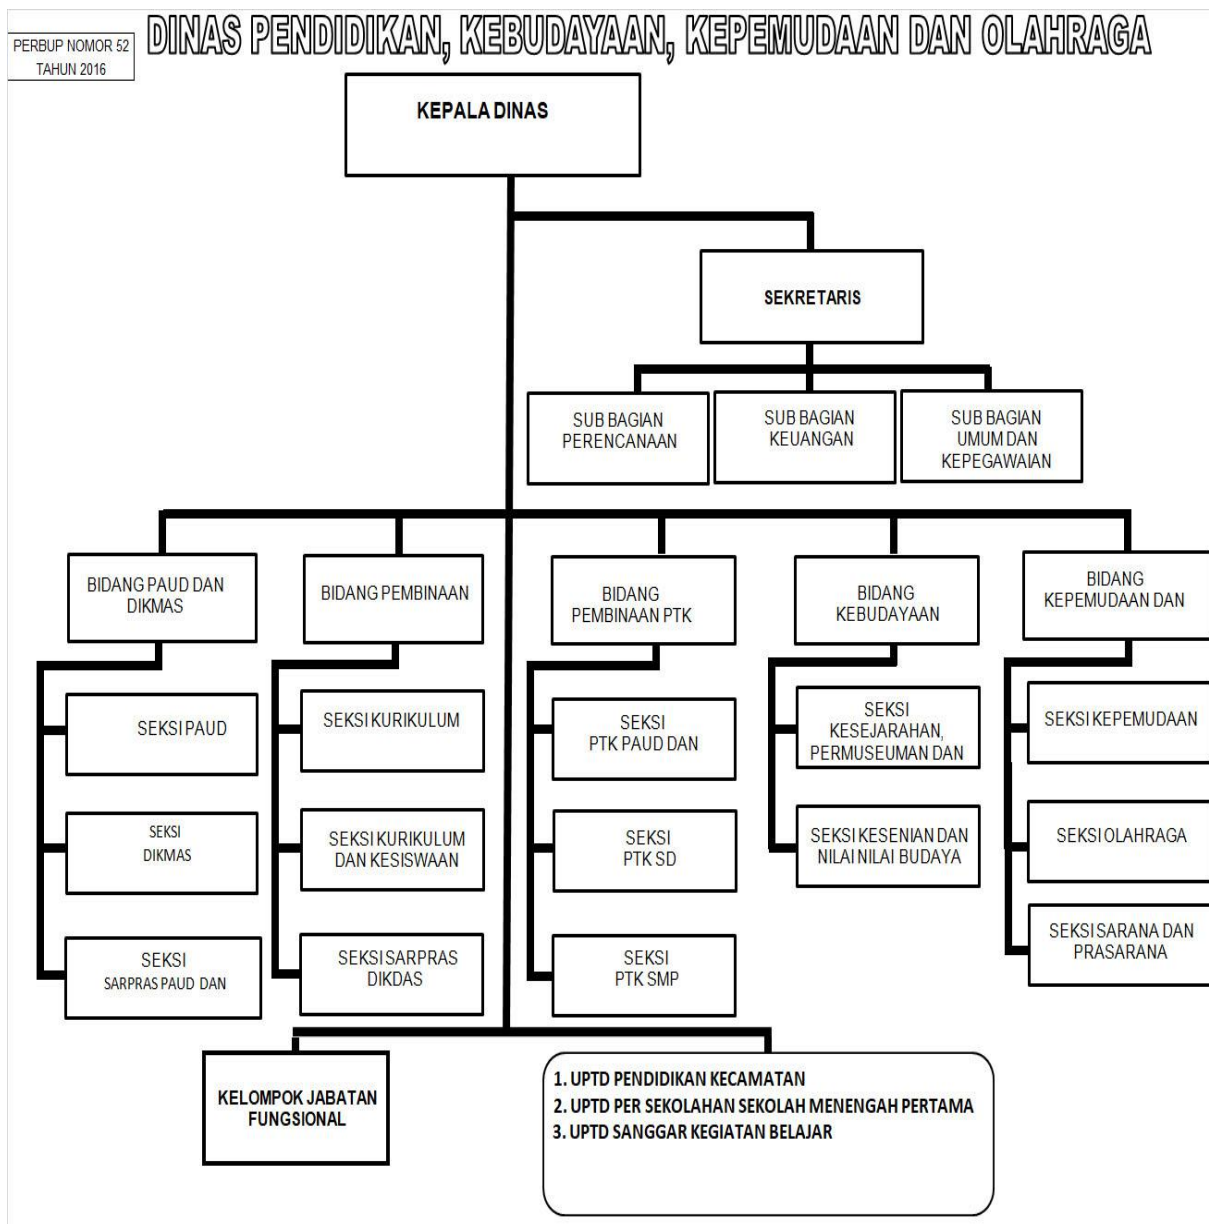 PERBUP NOMOR 52
TAHUN 2016
DINAS PENDIDIKAN, KEBUDAYAAN, KEPEMUDAAN DAN OLAHRAGA
KEPALA DINAS
SEKRETARIS
SUB BAGIAN
PERENCANAAN
SUB BAGIAN
KEUANGAN
SUB BAGIAN
UMUM DAN
KEPEGAWAIAN
BIDANG PAUD DAN
DIKMAS
BIDANG PEMBINAAN
BIDANG
PEMBINAAN PTK
BIDANG
KEBUDAYAAN
BIDANG
KEPEMUDAAN DAN
SEKSI PAUD
SEKSI KURIKULUM
SEKSI
PTK PAUD DAN
SEKSI
KESEJARAHAN,
PERMUSEUMAN DAN
SEKSI KEPEMUDAAN
SEKSI
DIKMAS
SEKSI KURIKULUM
DAN KESISWAAN
SEKSI
PTK SD
SEKSI KESENIAN DAN
NILAI NILAI BUDAYA
SEKSI OLAHRAGA
SEKSI
SARPRAS PAUD DAN
SEKSI SARPRAS
DIKDAS
SEKSI
PTK SMP
SEKSI SARANA DAN
PRASARANA
KELOMPOK JABATAN
FUNGSIONAL
1. UPTD PENDIDIKAN KECAMATAN
2. UPTD PER SEKOLAHAN SEKOLAH MENENGAH PERTAMA
3. UPTD SANGGAR KEGIATAN BELAJAR